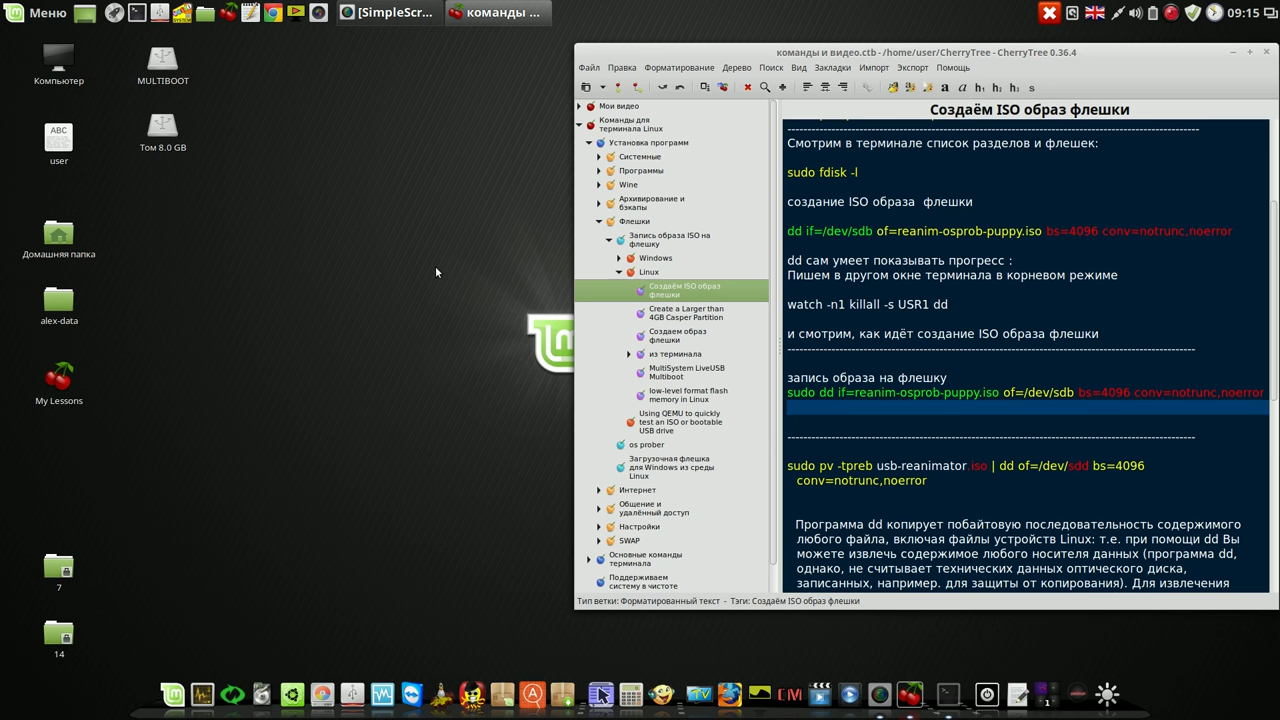 Меню
[SimpleScr...
команды ...
09:15
Компьютер
MULTIBOOT
ABC
user
Том 8.0 GB
Домашняя папка
alex-data
My Lessons
7
14
команды и видео.ctb - /home/user/CherryTree - CherryTree 0.36.4
Файл Правка Форматирование Дерево Поиск Вид Закладки Импорт Экспорт Помощь
a a h1 h2 h3 s
Мои видео
Команды для
терминала Linux
Установка программ
Системные
Программы
Wine
Архивирование и
бэкапы
Флешки
Запись образа ISO на
флешку
Windows
Linux
Создаём ISO образ
флешки
Create a Larger than
4GB Casper Partition
Создаем образ
флешки
из терминала
MultiSystem LiveUSB
Multiboot
low-level format flash
memory in Linux
Using QEMU to quickly
test an ISO or bootable
USB drive
os prober
Загрузочная флешка
для Windows из среды
Linux
Интернет
Общение и
удалённый доступ
Настройки
SWAP
Основные команды
терминала
Поддерживаем
систему в чистоте
Создаём ISO образ флешки
Смотрим в терминале список разделов и флешек:
sudo fdisk -l
создание ISO образа  флешки
dd if=/dev/sdb of=reanim-osprob-puppy.iso bs=4096 conv=notrunc,noerror
dd сам умеет показывать прогресс :
Пишем в другом окне терминала в корневом режиме
watch -n1 killall -s USR1 dd
и смотрим, как идёт создание ISO образа флешки
запись образа на флешку
sudo dd if=reanim-osprob-puppy.iso of=/dev/sdb bs=4096 conv=notrunc,noerror
sudo pv -tpreb usb-reanimator.iso | dd of=/dev/sdd bs=4096
conv=notrunc,noerror
Программа dd копирует побайтовую последовательность содержимого
любого файла, включая файлы устройств Linux: т.е. при помощи dd Вы
можете извлечь содержимое любого носителя данных (программа dd,
однако, не считывает технических данных оптического диска,
записанных, например. для защиты от копирования). Для извлечения
Тип ветки: Форматированный текст  -  Тэги: Создаём ISO образ флешки
TV
1